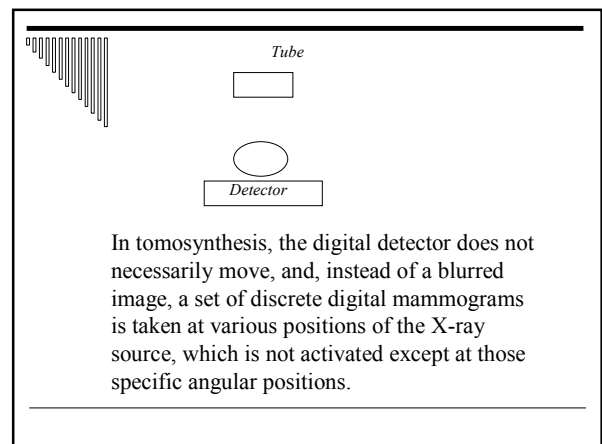 Tube
Detector
In tomosynthesis, the digital detector does not
necessarily move, and, instead of a blurred
image, a set of discrete digital mammograms
is taken at various positions of the X-ray
source, which is not activated except at those
specific angular positions.